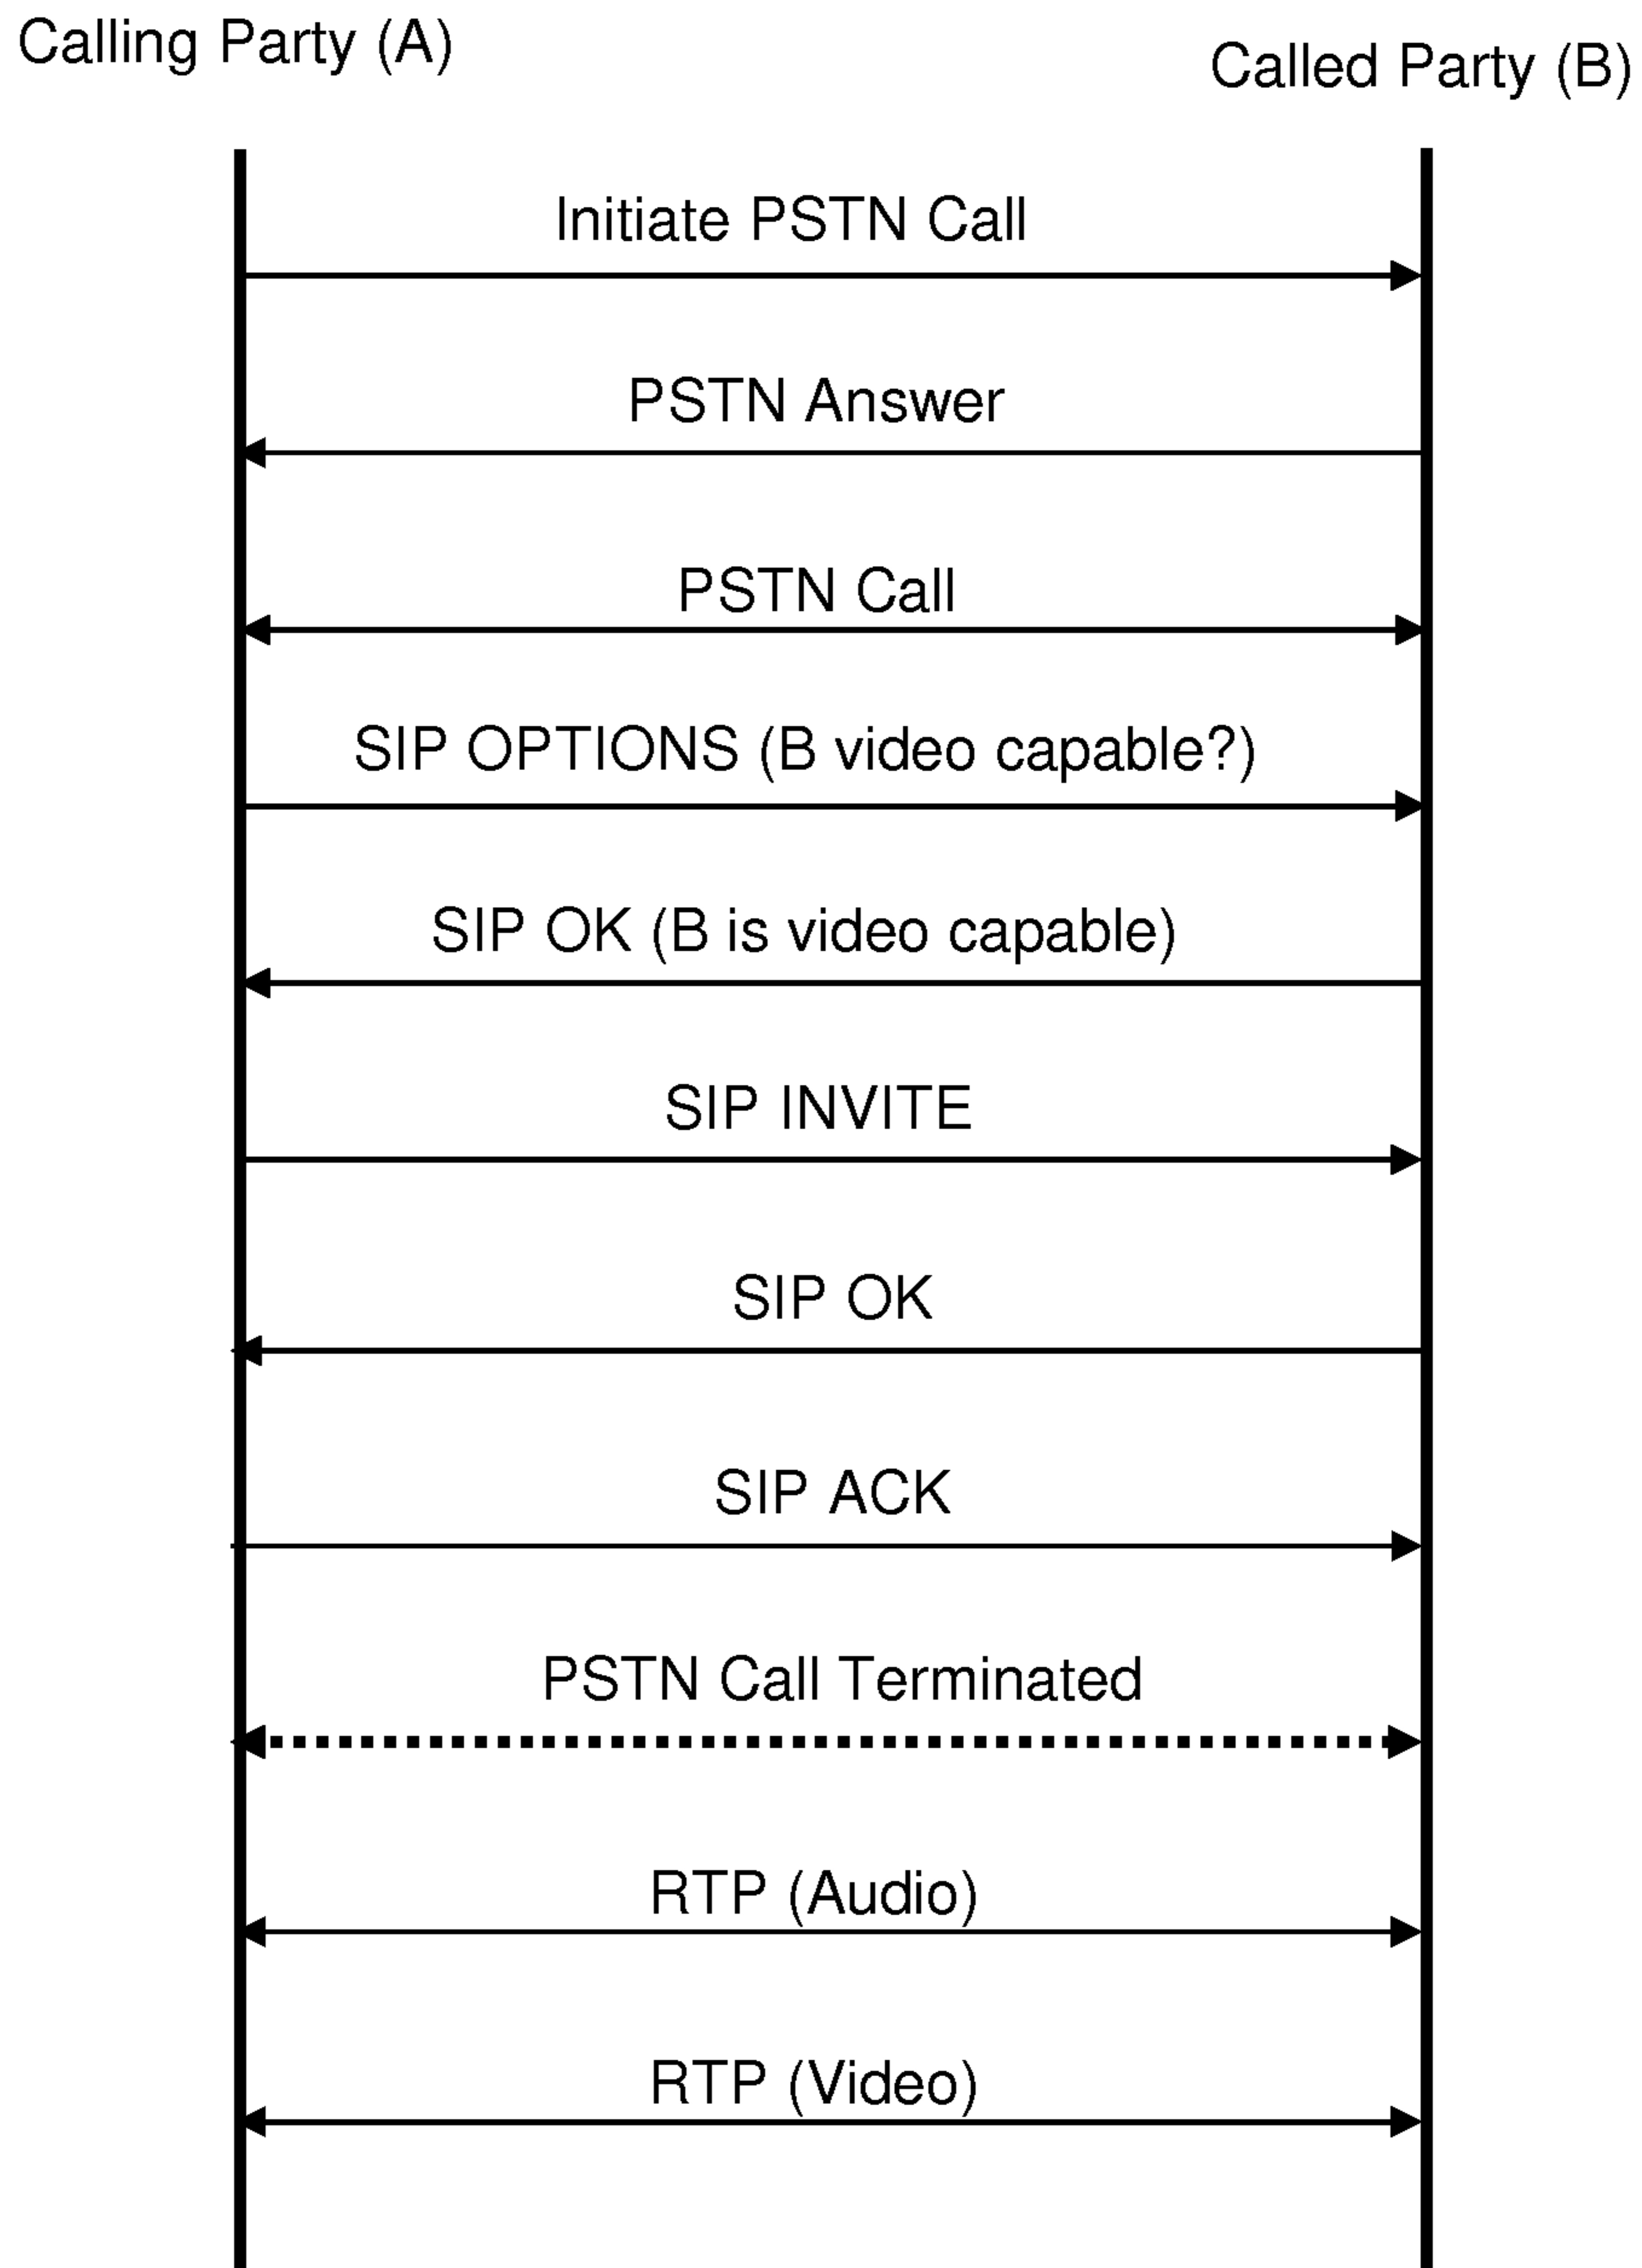 Calling Party (A)
Called Party (B)
Initiate PSTN Call
PSTN Answer
PSTN Call
SIP OPTIONS (B video capable?)
SIP OK (B is video capable)
SIP INVITE
SIP OK
SIP ACK
PSTN Call Terminated
RTP (Audio)
RTP (Video)